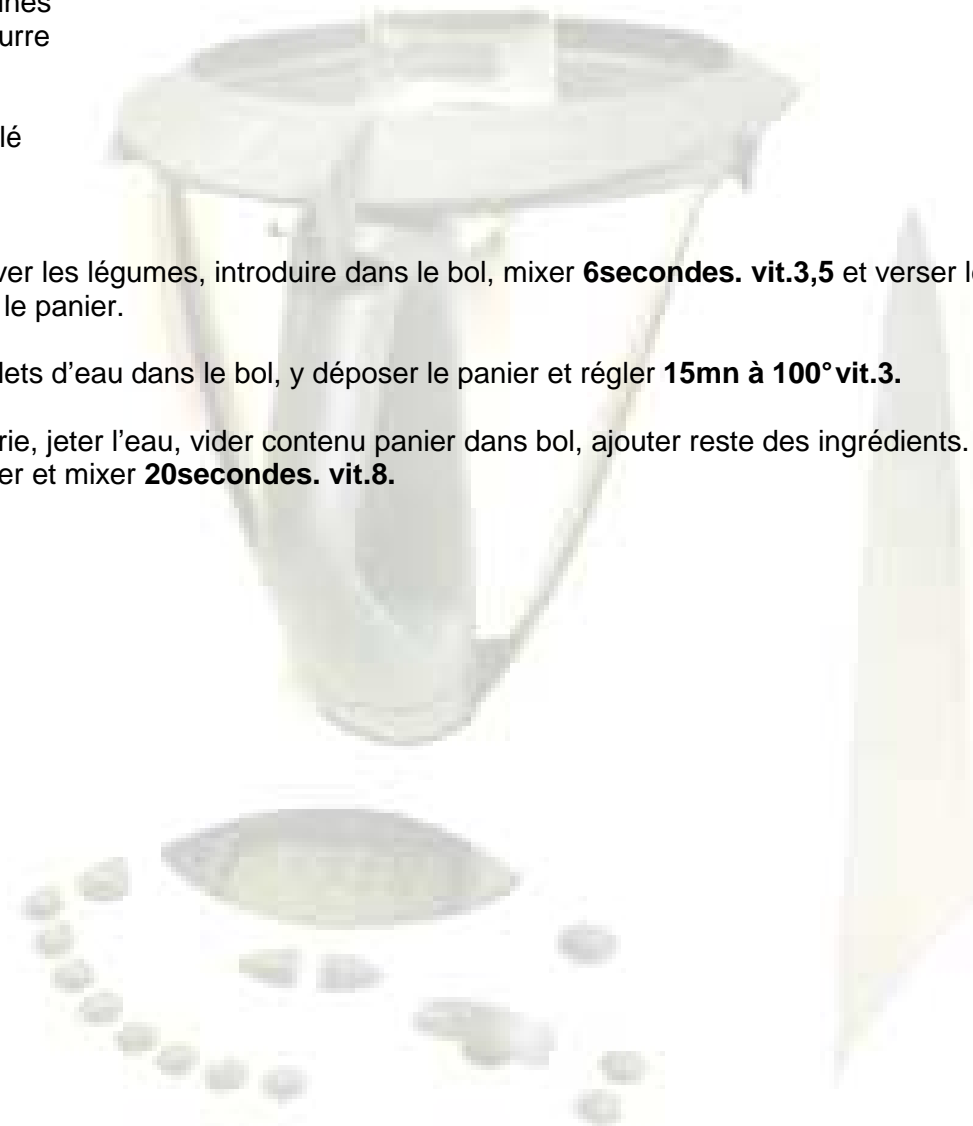 urre
lé
ver les légumes, introduire dans le bol, mixer 6secondes. vit.3,5 et verser l
le panier.
lets d'eau dans le bol, y déposer le panier et régler 15mn à 100°vit.3.
rie, jeter l'eau, vider contenu panier dans bol, ajouter reste des ingrédients.
er et mixer 20secondes. vit.8.